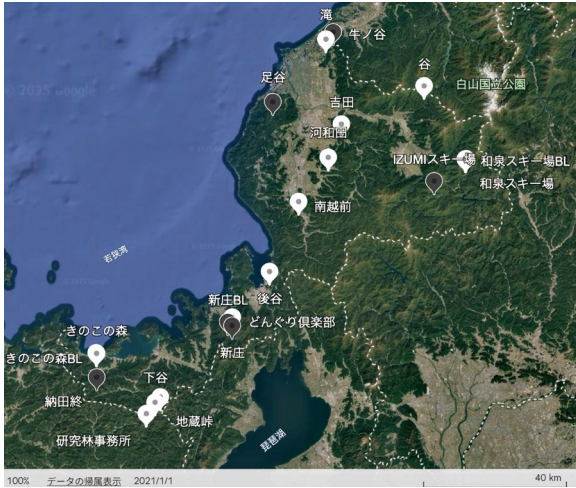 滝
牛ノ谷
谷
白山国立公園
足谷
吉田
河和田
IZUMIスキー場
和泉スキー場BL
和泉スキー場
南越前
若狭湾
新庄BL
後谷
どんぐり倶楽部
新庄
きのこの森
きのこの森BL
下谷
納田終
地蔵峠
研究林事務所
琵琶湖
100%
データの帰属表示
2021/1/1
40 km